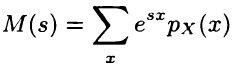 M(s) = \sum_{x} e^{sx} p_X(x)